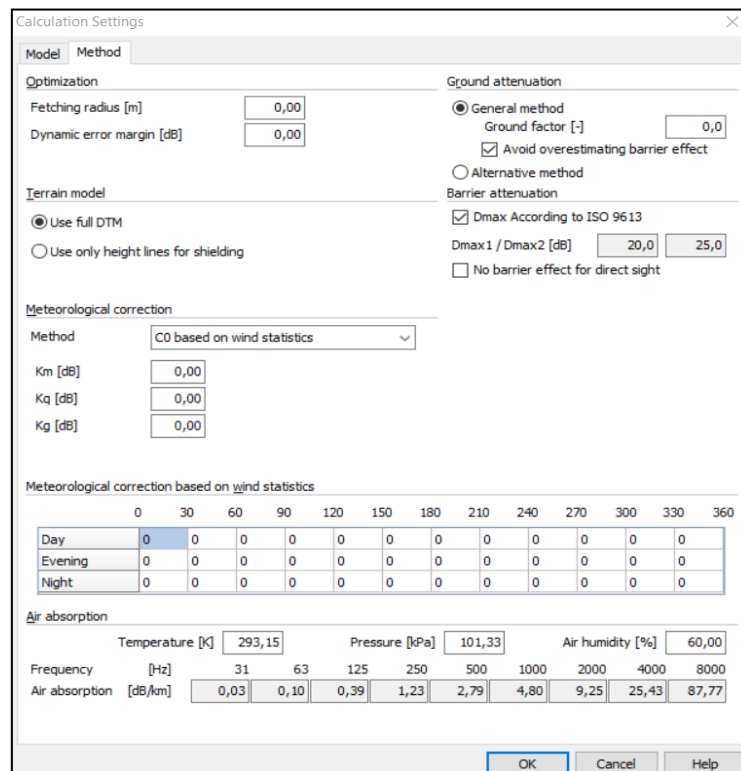 Calculation Settings
Model Method
Optimization
Fetching radius [m] 0,00
Dynamic error margin [dB] 0,00
Ground attenuation
General method
Ground factor [-] 0,0
Avoid overestimating barrier effect
Alternative method
Terrain model
Use full DTM
Use only height lines for shielding
Barrier attenuation
Dmax According to ISO 9613
Dmax1 / Dmax2 [dB] 20,0 25,0
No barrier effect for direct sight
Meteorological correction
Method C0 based on wind statistics
Km [dB] 0,00
Kq [dB] 0,00
Kg [dB] 0,00
Meteorological correction based on wind statistics
0 30 60 90 120 150 180 210 240 270 300 330 360
Day 0 0 0 0 0 0 0 0 0 0 0 0
Evening 0 0 0 0 0 0 0 0 0 0 0 0
Night 0 0 0 0 0 0 0 0 0 0 0 0
Air absorption
Temperature [K] 293,15 Pressure [kPa] 101,33 Air humidity [%] 60,00
Frequency [Hz] 31 63 125 250 500 1000 2000 4000 8000
Air absorption [dB/km] 0,03 0,10 0,39 1,23 2,79 4,80 9,25 25,43 87,77
OK Cancel Help